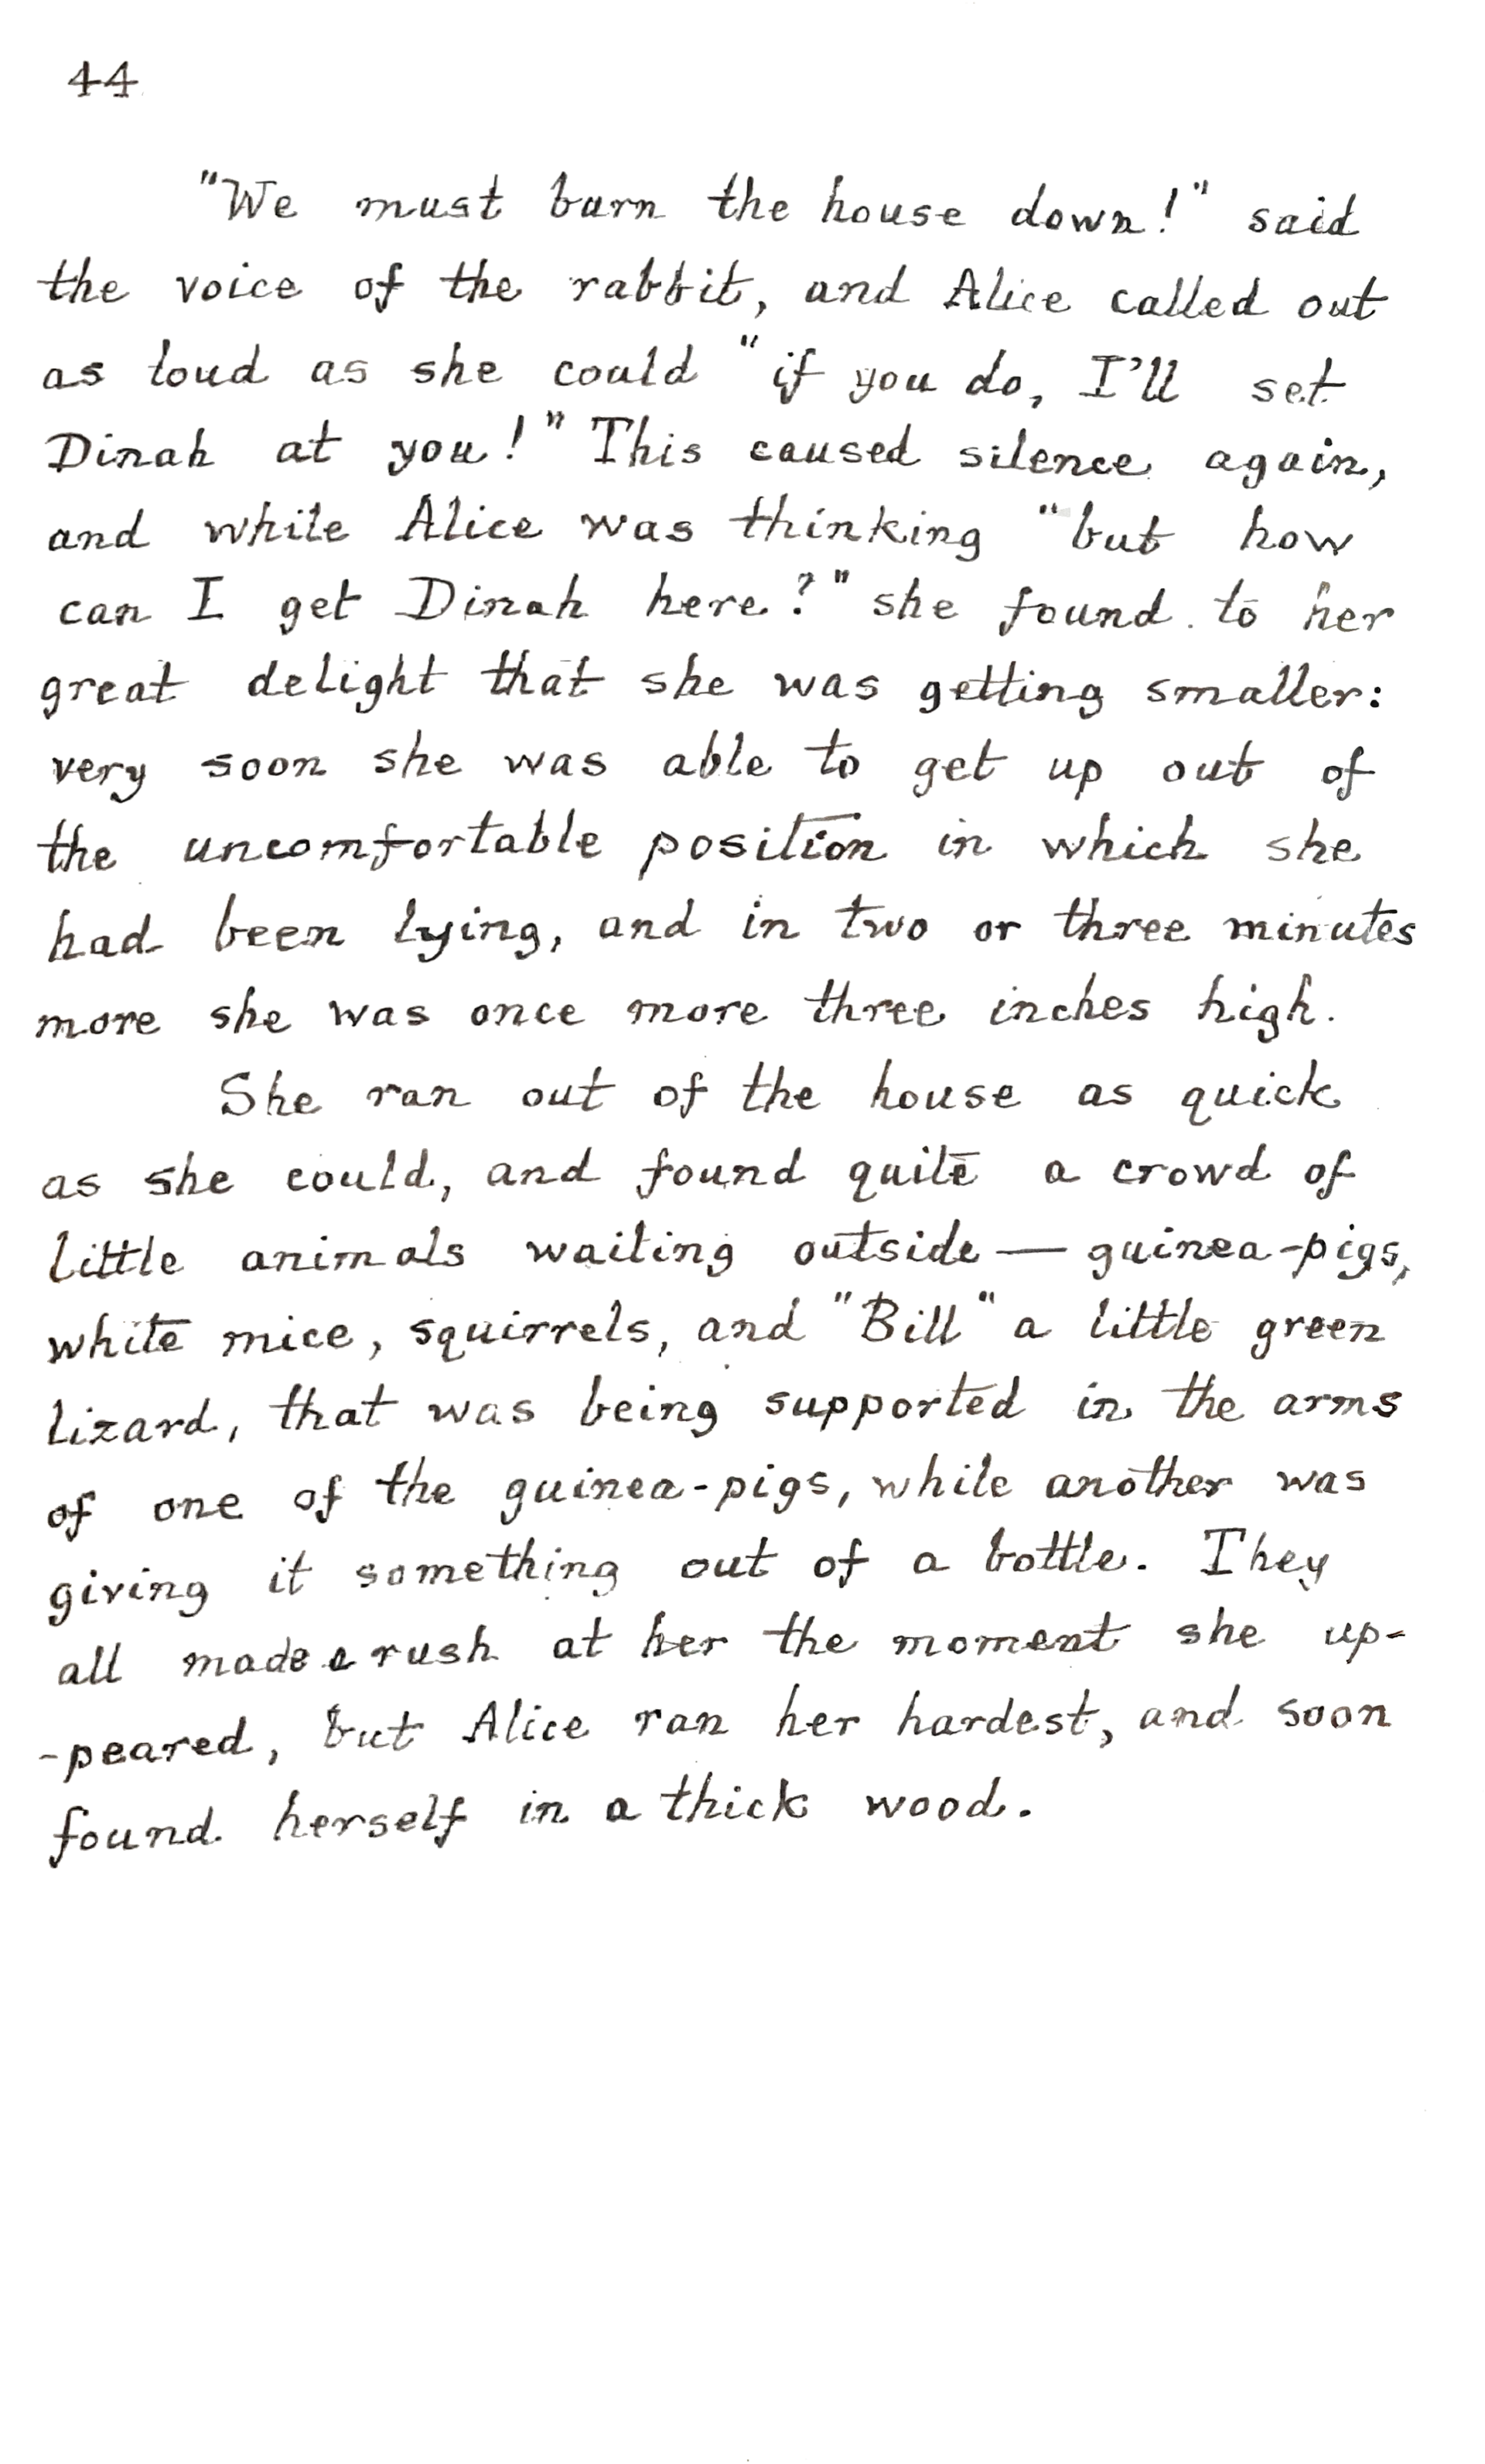 44
"We must burn the house down!" said
the voice of the rabbit, and Alice called out
as loud as she could "if you do, I'll set
Dinah at you!" This caused silence again,
and while Alice was thinking "but how
can I get Dinah here?" she found to her
great delight that she was getting smaller:
very soon she was able to get up out of
the uncomfortable position in which she
had been lying, and in two or three minutes
more she was once more three inches high.
She ran out of the house as quick
as she could, and found quite a crowd of
little animals waiting outside — guinea-pigs,
white mice, squirrels, and "Bill" a little green
lizard, that was being supported in the arms
of one of the guinea-pigs, while another was
giving it something out of a bottle. They
all made a rush at her the moment she up-
-peared, but Alice ran her hardest, and soon
found herself in a thick wood.